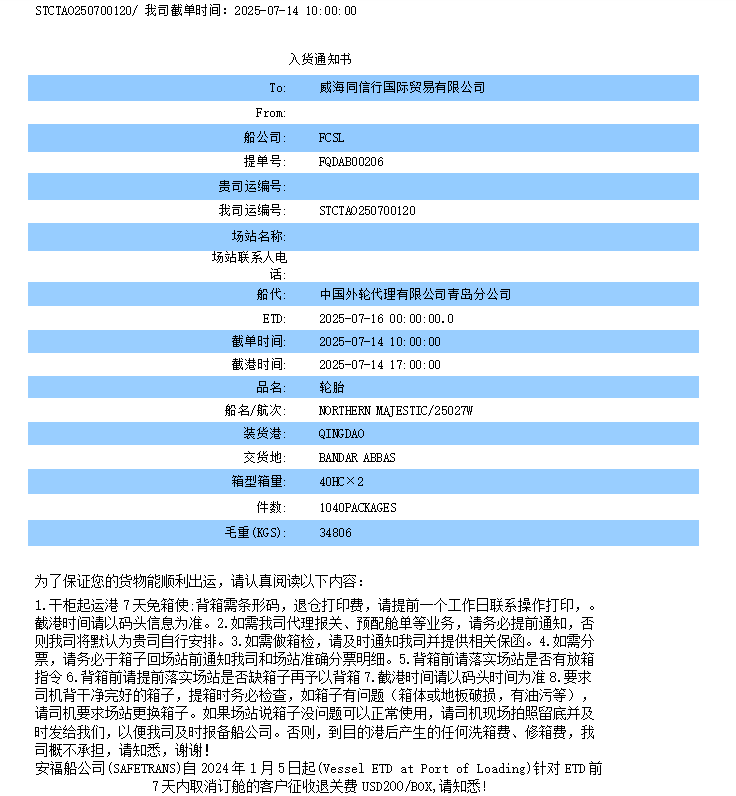 STCTAO250700120/ 我司截单时间: 2025-07-14 10:00:00
入货通知书
To: 威海同信行国际贸易有限公司
From:
船公司: FCSL
提单号: FQDAB00206
贵司运编号:
我司运编号: STCTAO250700120
场站名称:
场站联系人电
话:
船代: 中国外轮代理有限公司青岛分公司
ETD: 2025-07-16 00:00:00.0
截单时间: 2025-07-14 10:00:00
截港时间: 2025-07-14 17:00:00
品名: 轮胎
船名/航次: NORTHERN MAJESTIC/25027W
装货港: QINGDAO
交货地: BANDAR ABBAS
箱型箱量: 40HC×2
件数: 1040PACKAGES
毛重(KGS): 34806
为了保证您的货物能顺利出运，请认真阅读以下内容：
1.干柜起运港 7 天免箱使;背箱需条形码，退仓打印费，请提前一个工作日联系操作打印，。
截港时间请以码头信息为准。2.如需我司代理报关、预配舱单等业务，请务必提前通知，否
则我司将默认为贵司自行安排。3.如需做箱检，请及时通知我司并提供相关保函。4.如需分
票，请务必于箱子回场站前通知我司和场站准确分票明细。5.背箱前请落实场站是否有放箱
指令 6.背箱前请提前落实场站是否缺箱子再予以背箱 7.截港时间请以码头时间为准 8.要求
司机背干净完好的箱子，提箱时务必检查，如箱子有问题（箱体或地板破损，有油污等），
请司机要求场站更换箱子。如果场站说箱子没问题可以正常使用，请司机现场拍照留底并及
时发给我们，以便我司及时报备船公司。否则，到目的港后产生的任何洗箱费、修箱费，我
司概不承担，请知悉，谢谢！
安福船公司(SAFETRANS)自 2024 年 1 月 5 日起(Vessel ETD at Port of Loading)针对 ETD 前
7 天内取消订舱的客户征收退关费 USD200/BOX,请知悉！